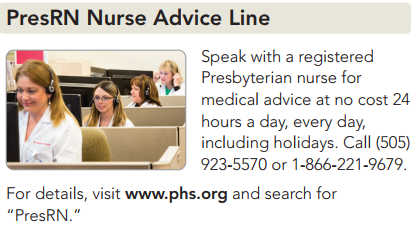 PresRN Nurse Advice Line
Speak with a registered
Presbyterian nurse for
medical advice at no cost 24
hours a day, every day,
including holidays. Call (505)
923-5570 or 1-866-221-9679.
For details, visit www.phs.org and search for
“PresRN.”